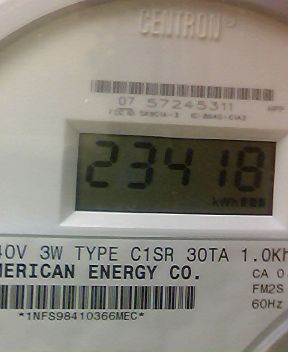 CENTRON
07 57245311
23418
kWh
40V 3W TYPE C1SR 30TA 1.0Kh
MERICAN ENERGY CO.
CA 0
FM2S
60Hz
*1NFS98410366MEC*